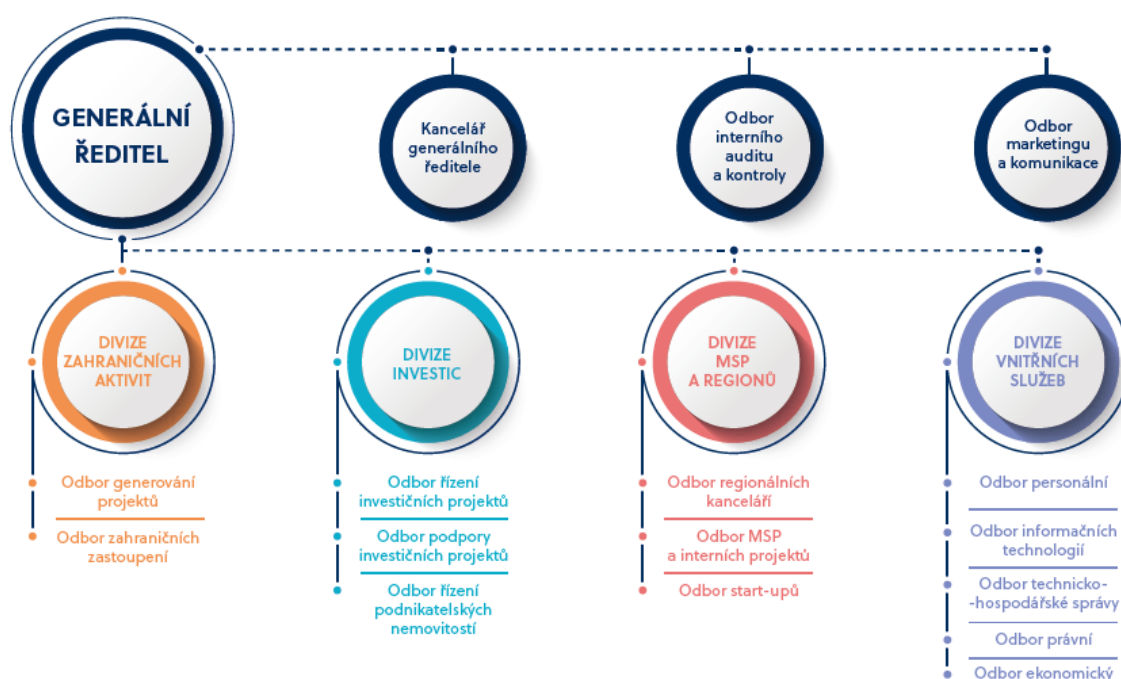 GENERÁLNÍ
ŘEDITEL
Kancelář
generálního
ředitele
Odbor
interního
auditu
a kontroly
Odbor
marketingu
a komunikace
DIVIZE
ZAHRANIČNÍCH
AKTIVIT
Odbor generování
projektů
Odbor zahraničních
zastoupení
DIVIZE
INVESTIC
Odbor řízení
investičních projektů
Odbor podpory
investičních projektů
Odbor řízení
podnikatelských
nemovitostí
DIVIZE
MSP
A REGIONŮ
Odbor regionálních
kanceláří
Odbor MSP
a interních projektů
Odbor start-upů
DIVIZE
VNITŘNÍCH
SLUŽEB
Odbor personální
Odbor informačních
technologií
Odbor technicko-
-hospodářské správy
Odbor právní
Odbor ekonomický